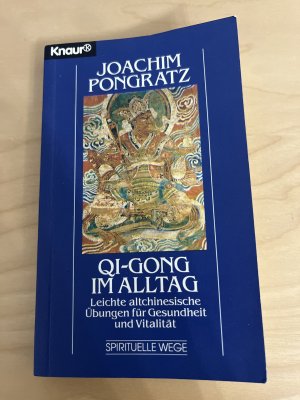 Knaur®
JOACHIM
PONGRATZ
QI-GONG
IM ALLTAG
Leichte altchinesische
Übungen für Gesundheit
und Vitalität
SPIRITUELLE WEGE